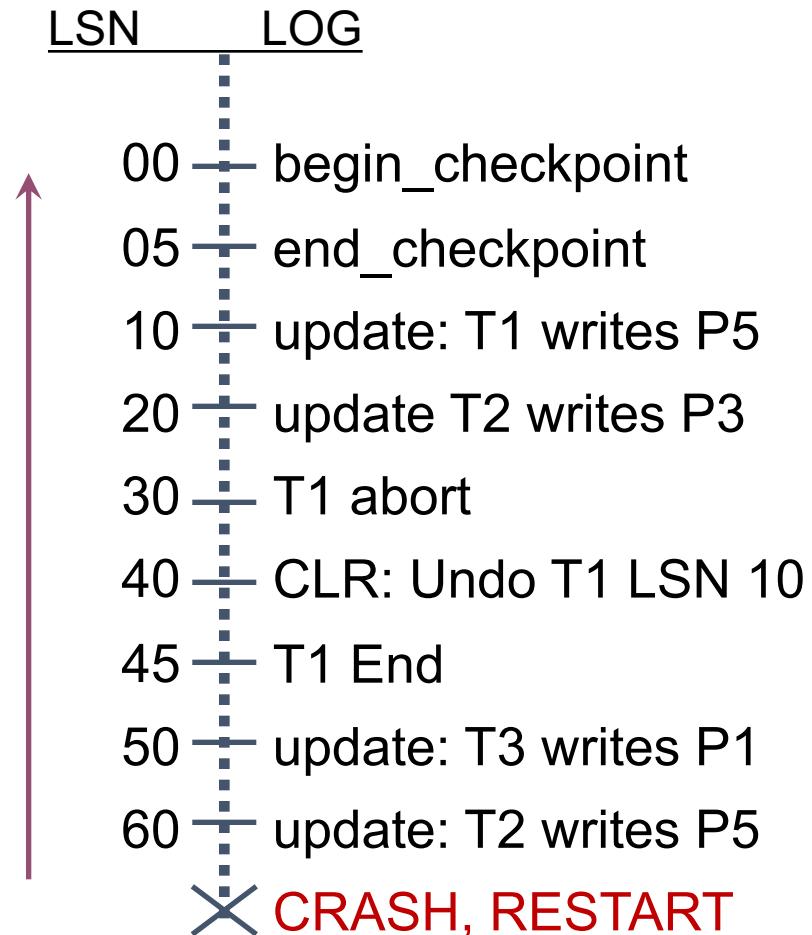 LSN LOG
00 begin_checkpoint
05 end_checkpoint
10 update: T1 writes P5
20 update T2 writes P3
30 T1 abort
40 CLR: Undo T1 LSN 10
45 T1 End
50 update: T3 writes P1
60 update: T2 writes P5
CRASH, RESTART